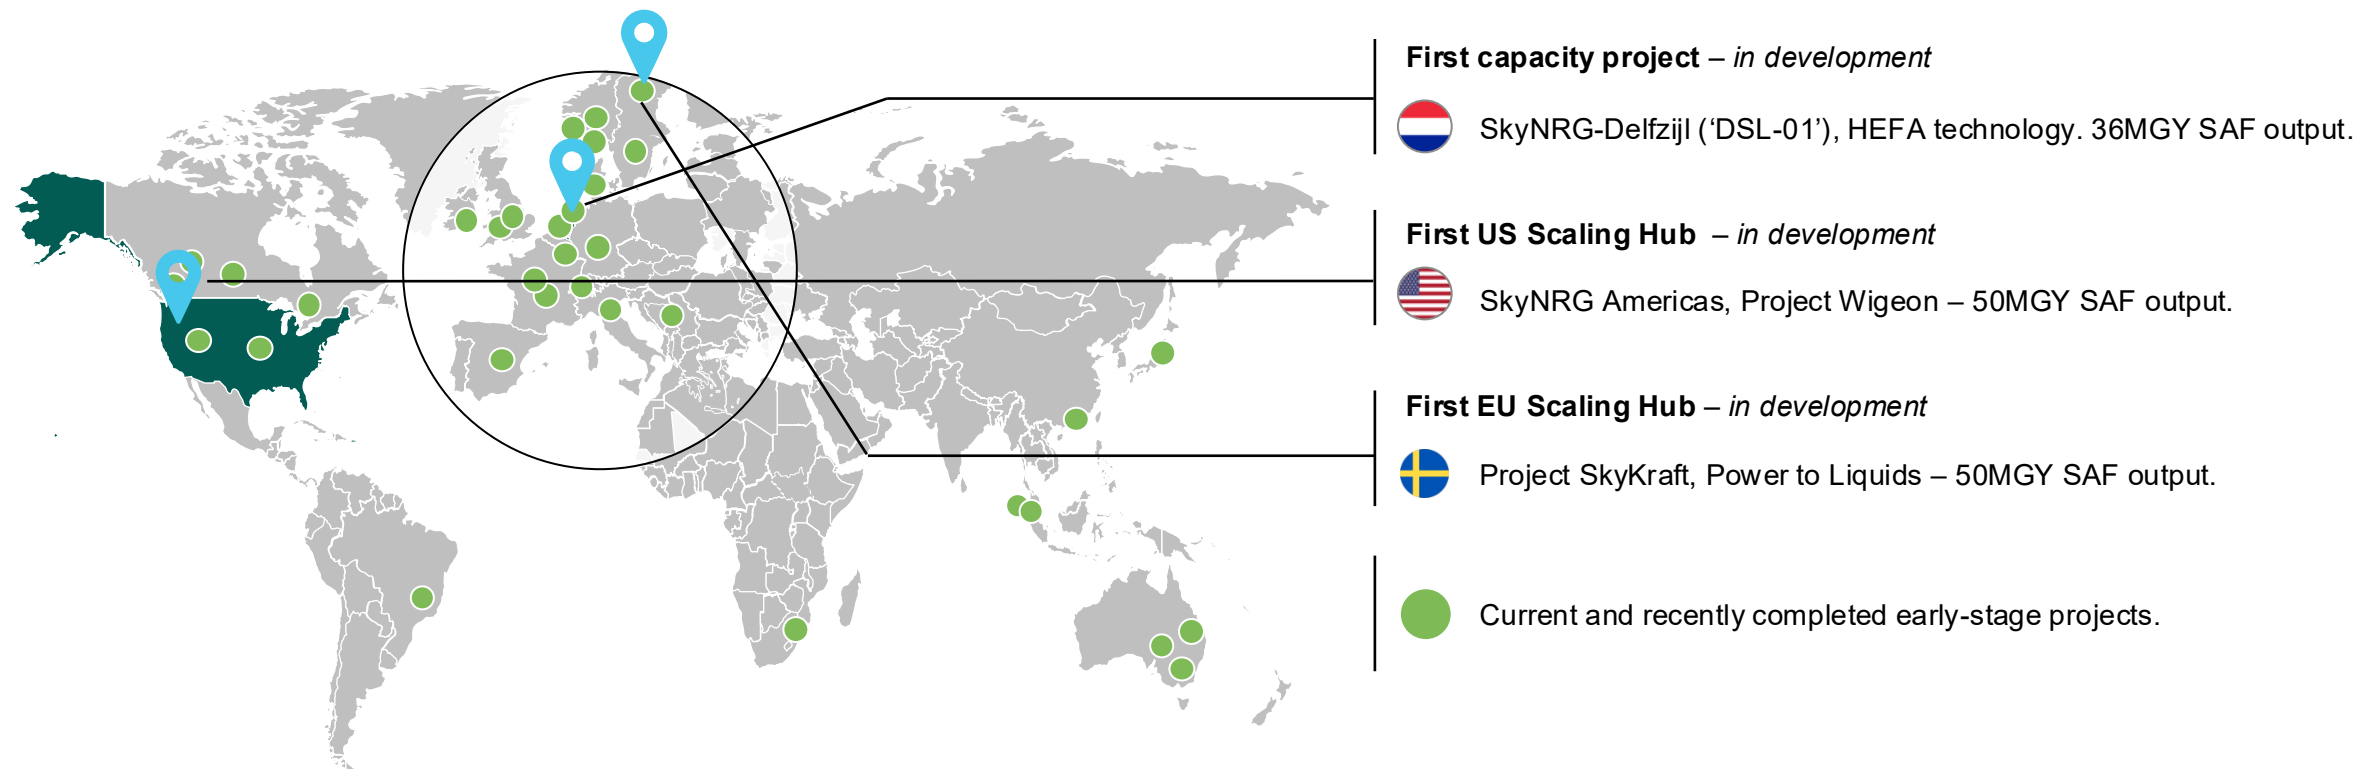 First capacity project – in development
SkyNRG-Delfzijl (‘DSL-01’), HEFA technology. 36MGY SAF output.
First US Scaling Hub – in development
SkyNRG Americas, Project Wigeon – 50MGY SAF output.
First EU Scaling Hub – in development
Project SkyKraft, Power to Liquids – 50MGY SAF output.
Current and recently completed early-stage projects.